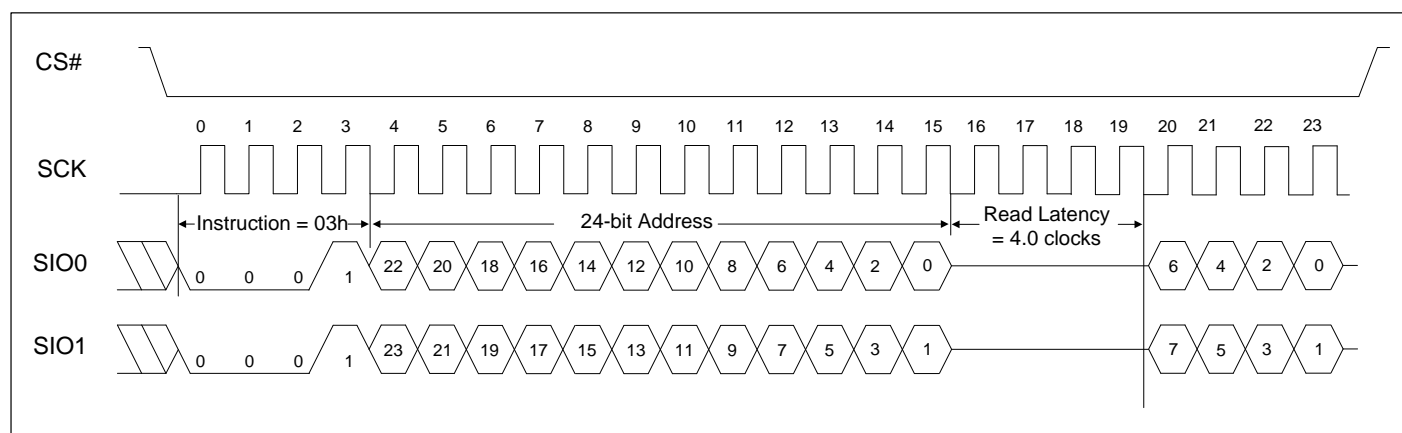 CS#
0 1 2 3 4 5 6 7 8 9 10 11 12 13 14 15 16 17 18 19 20 21 22 23
SCK
Instruction = 03h 24-bit Address Read Latency
= 4.0 clocks
SIO0 0 0 0 1 22 20 18 16 14 12 10 8 6 4 2 0 6 4 2 0
SIO1 0 0 0 1 23 21 19 17 15 13 11 9 7 5 3 1 7 5 3 1